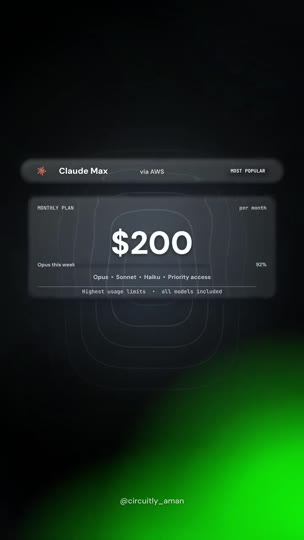 Claude Max via AWS MOST POPULAR
MONTHLY PLAN per month
$200
Opus this week 92%
Opus • Sonnet • Haiku • Priority access
Highest usage limits • all models included
@circuitly_aman